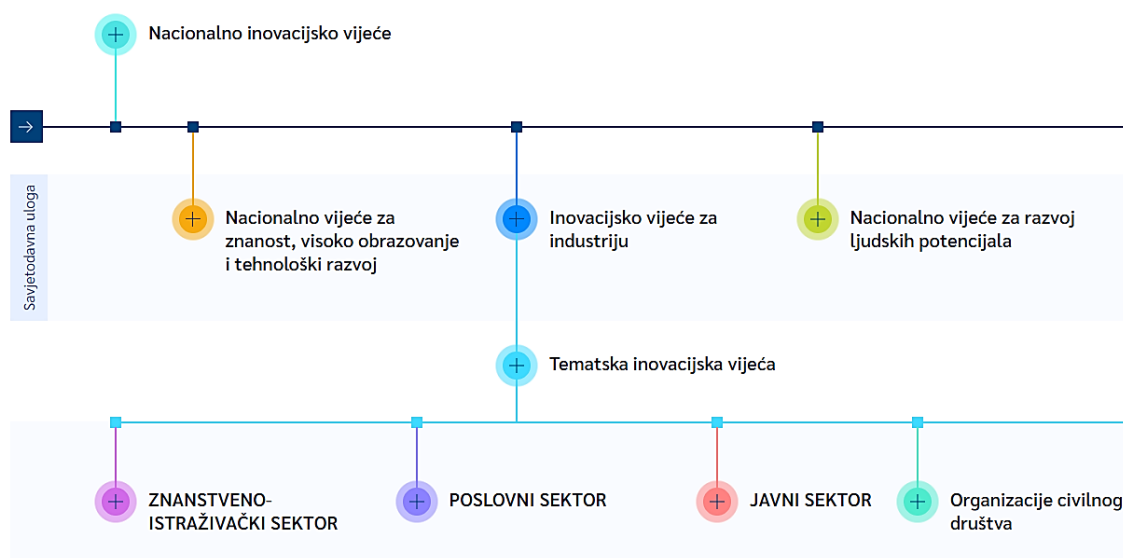 Nacionalno inovacijsko vijeće
Savjetodavna uloga
Nacionalno vijeće za
znanost, visoko obrazovanje
i tehnološki razvoj
Inovacijsko vijeće za
industriju
Nacionalno vijeće za razvoj
ljudskih potencijala
Tematska inovacijska vijeća
ZNANSTVENO-
ISTRAŽIVAČKI SEKTOR
POSLOVNI SEKTOR
JAVNI SEKTOR
Organizacije civilnog
društva